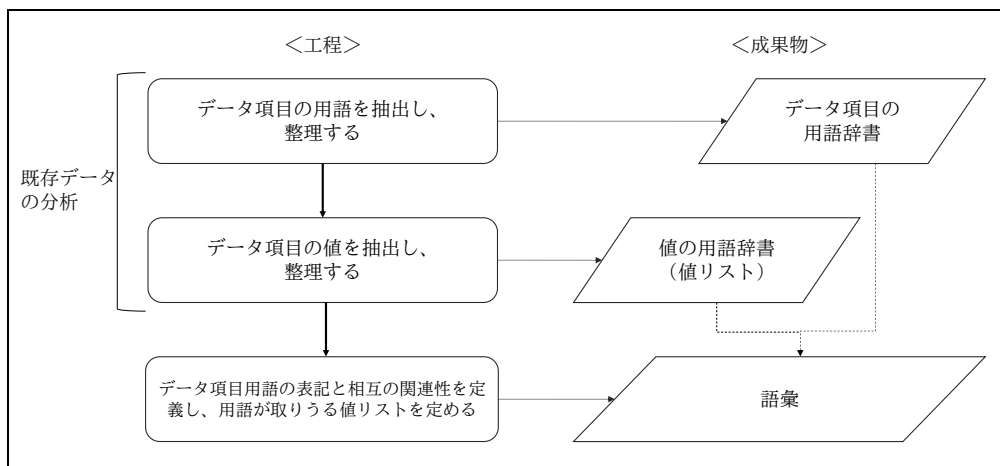 ＜工程＞
＜成果物＞
データ項目の用語を抽出し、
整理する
データ項目の
用語辞書
既存データ
の分析
データ項目の値を抽出し、
整理する
値の用語辞書
（値リスト）
データ項目用語の表記と相互の関連性を定
義し、用語が取りうる値リストを定める
語彙